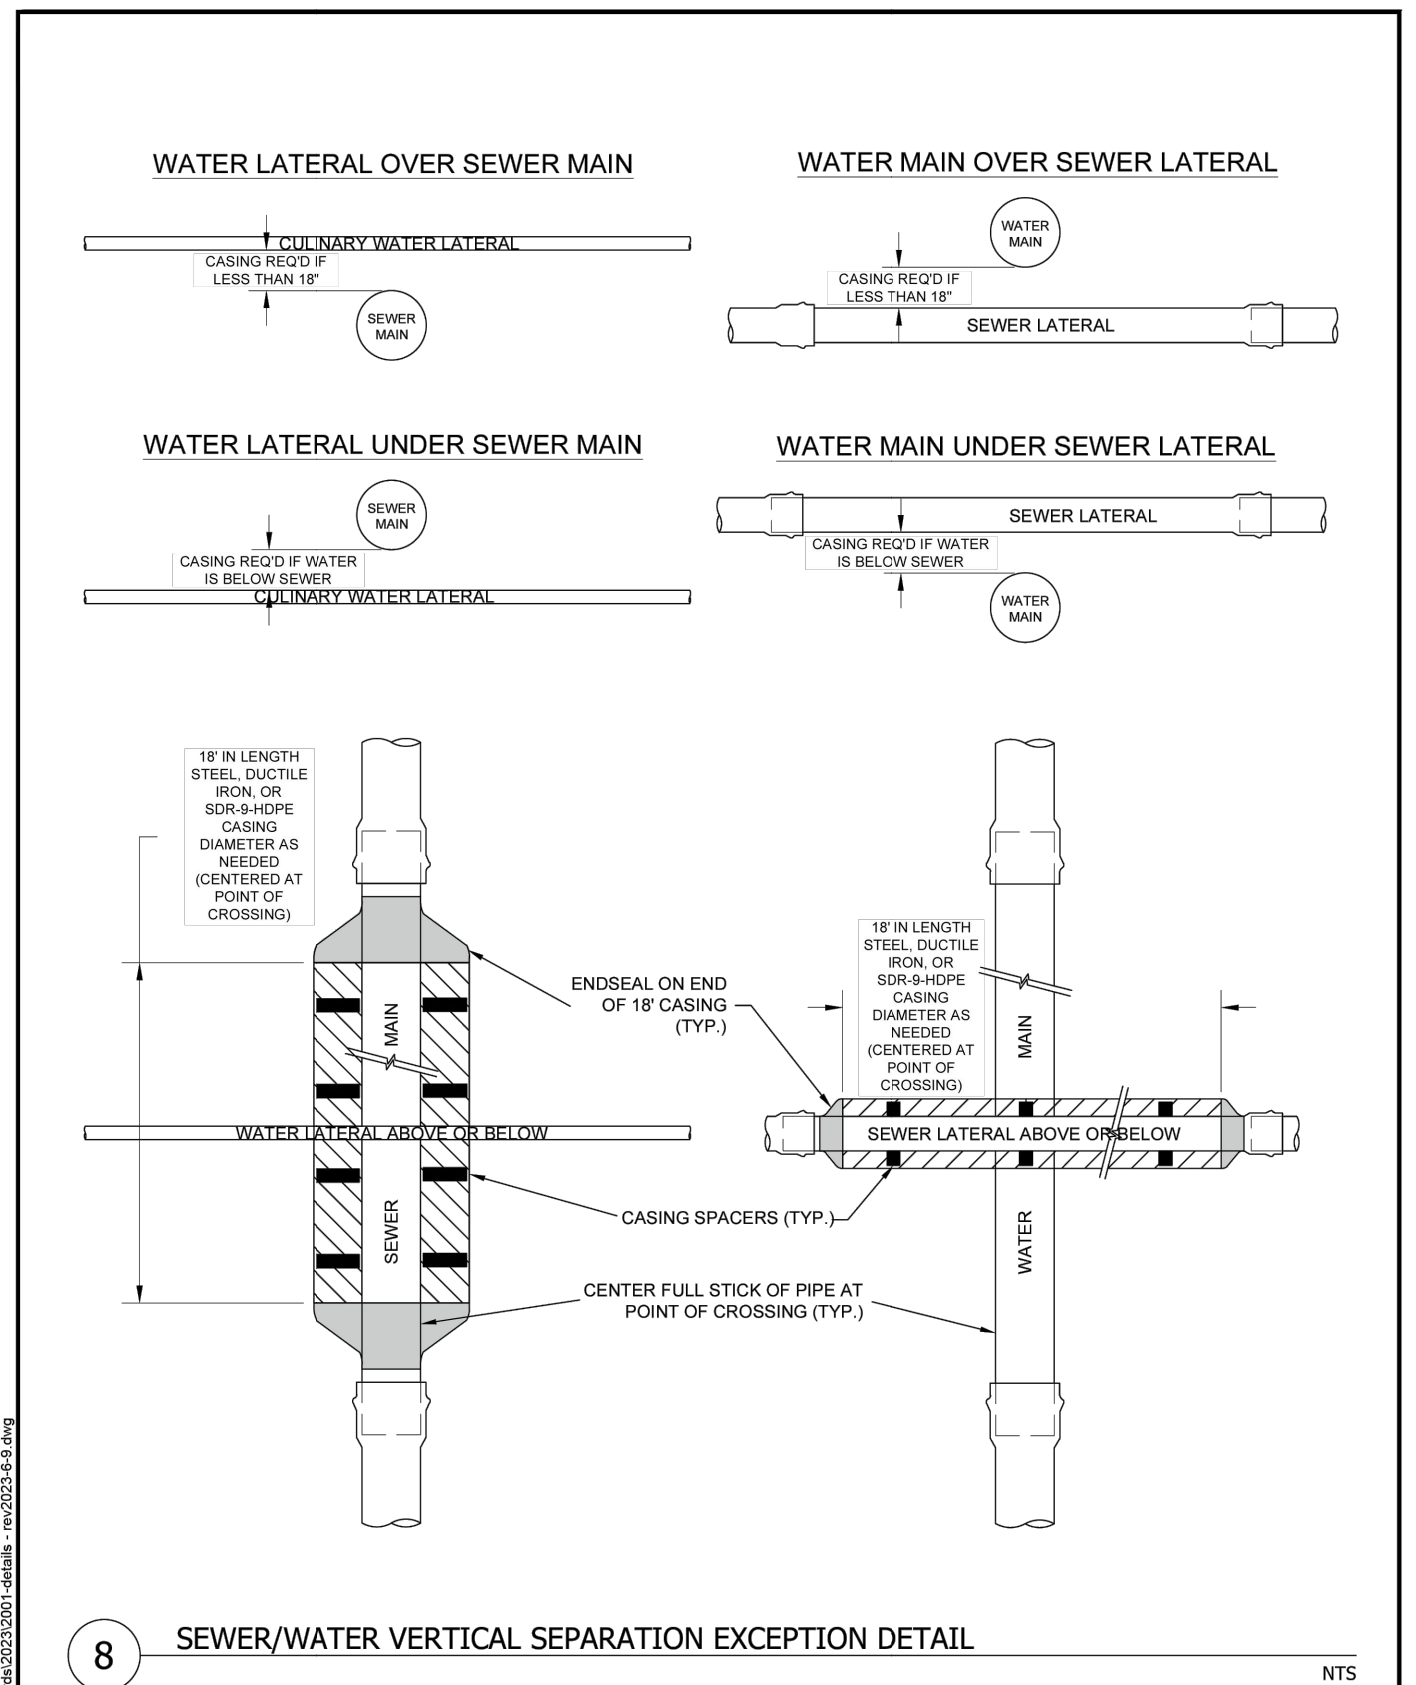 WATER LATERAL OVER SEWER MAIN
CULINARY WATER LATERAL
CASING REQ'D IF
LESS THAN 18"
SEWER
MAIN
WATER MAIN OVER SEWER LATERAL
WATER
MAIN
CASING REQ'D IF
LESS THAN 18"
SEWER LATERAL
WATER LATERAL UNDER SEWER MAIN
SEWER
MAIN
CASING REQ'D IF WATER
IS BELOW SEWER
CULINARY WATER LATERAL
WATER MAIN UNDER SEWER LATERAL
SEWER LATERAL
CASING REQ'D IF WATER
IS BELOW SEWER
WATER
MAIN
18' IN LENGTH
STEEL, DUCTILE
IRON, OR
SDR-9-HDPE
CASING
DIAMETER AS
NEEDED
(CENTERED AT
POINT OF
CROSSING)
MAIN
WATER LATERAL ABOVE OR BELOW
SEWER
ENDSEAL ON END
OF 18' CASING
(TYP.)
CASING SPACERS (TYP.)
CENTER FULL STICK OF PIPE AT
POINT OF CROSSING (TYP.)
18' IN LENGTH
STEEL, DUCTILE
IRON, OR
SDR-9-HDPE
CASING
DIAMETER AS
NEEDED
(CENTERED AT
POINT OF
CROSSING)
MAIN
SEWER LATERAL ABOVE OR BELOW
WATER
8
SEWER/WATER VERTICAL SEPARATION EXCEPTION DETAIL
NTS
ds\2023\2001-details - rev2023-6-9.dwg